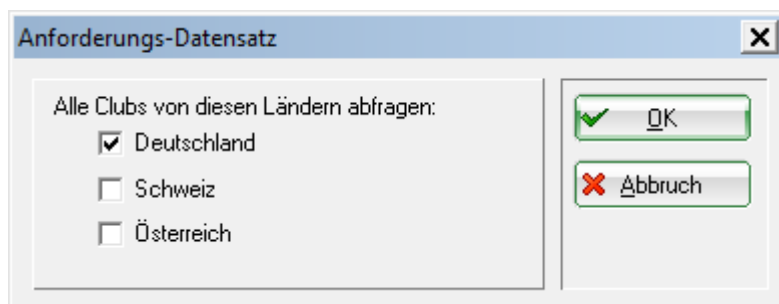 Anforderungs-Datensatz
Alle Clubs von diesen Ländern abfragen:
Deutschland
Schweiz
Österreich
OK
Abbruch